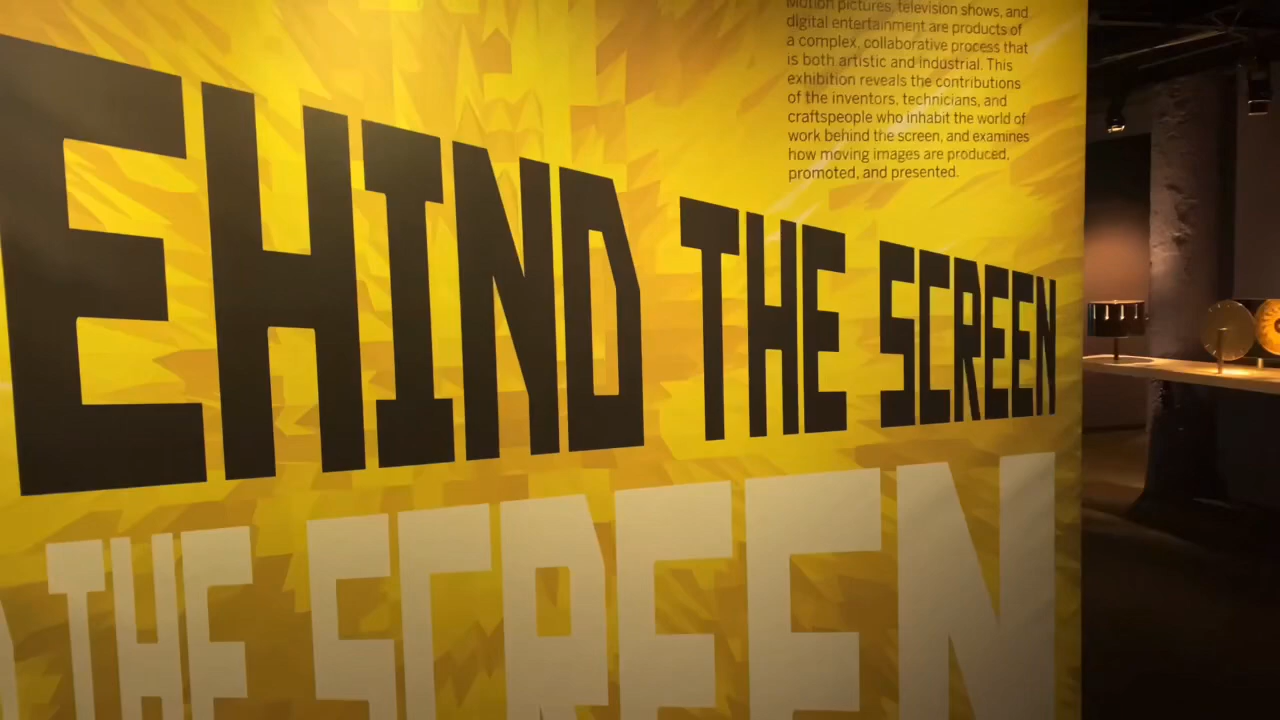 Motion pictures, television shows, and
digital entertainment are products of
a complex, collaborative process that
is both artistic and industrial. This
exhibition reveals the contributions
of the inventors, technicians, and
craftspeople who inhabit the world of
work behind the screen, and examines
how moving images are produced,
promoted, and presented.
EHIND THE SCREEN
THE SCREEN